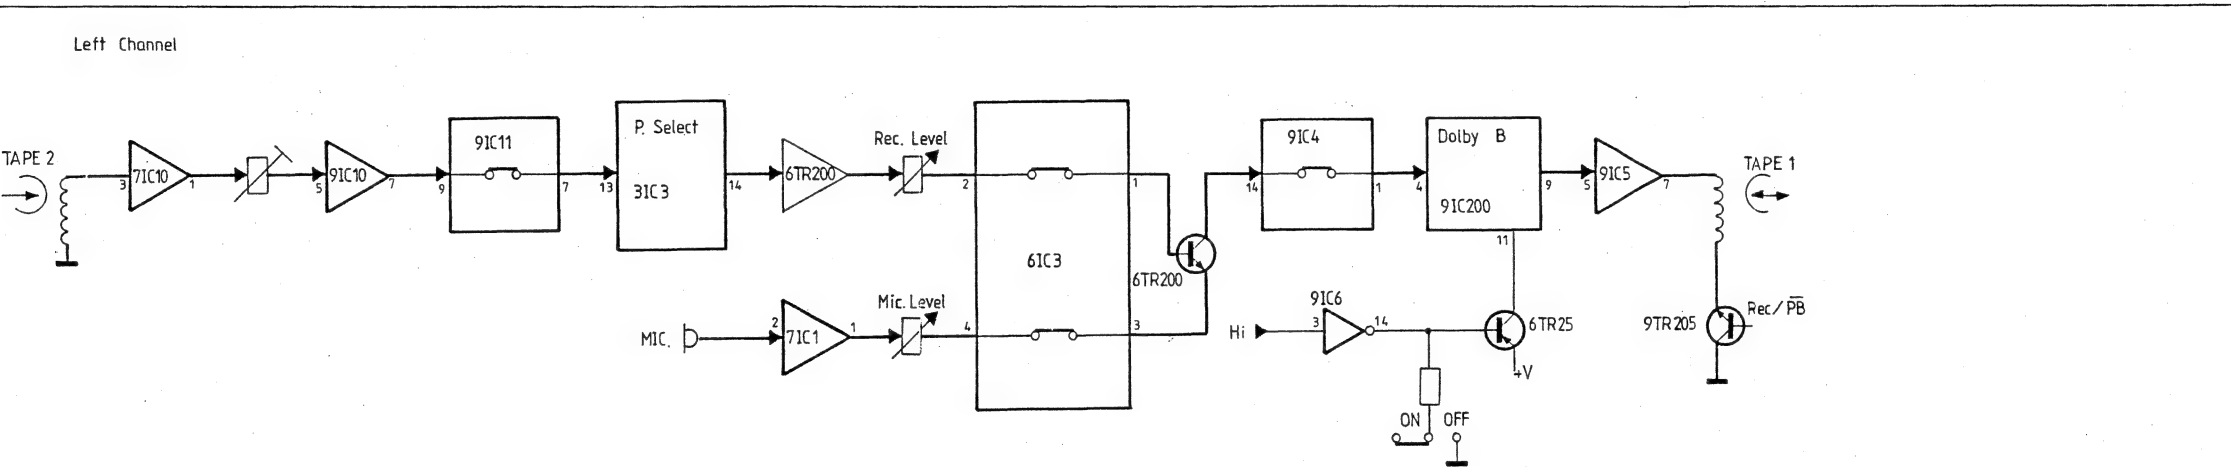 Left Channel
TAPE 2
3
7IC10
1
5
9IC10
7
9IC11
9
7
P. Select
13
3IC3
14
6TR200
Rec. Level
2
6IC3
1
MIC.
2
7IC1
1
Mic. Level
4
3
6TR200
9IC4
14
1
Dolby B
4
9IC200
9
11
5
9IC5
7
TAPE 1
Hi
9IC6
3
14
6TR25
+V
ON OFF
9TR205
Rec/P̅B̅